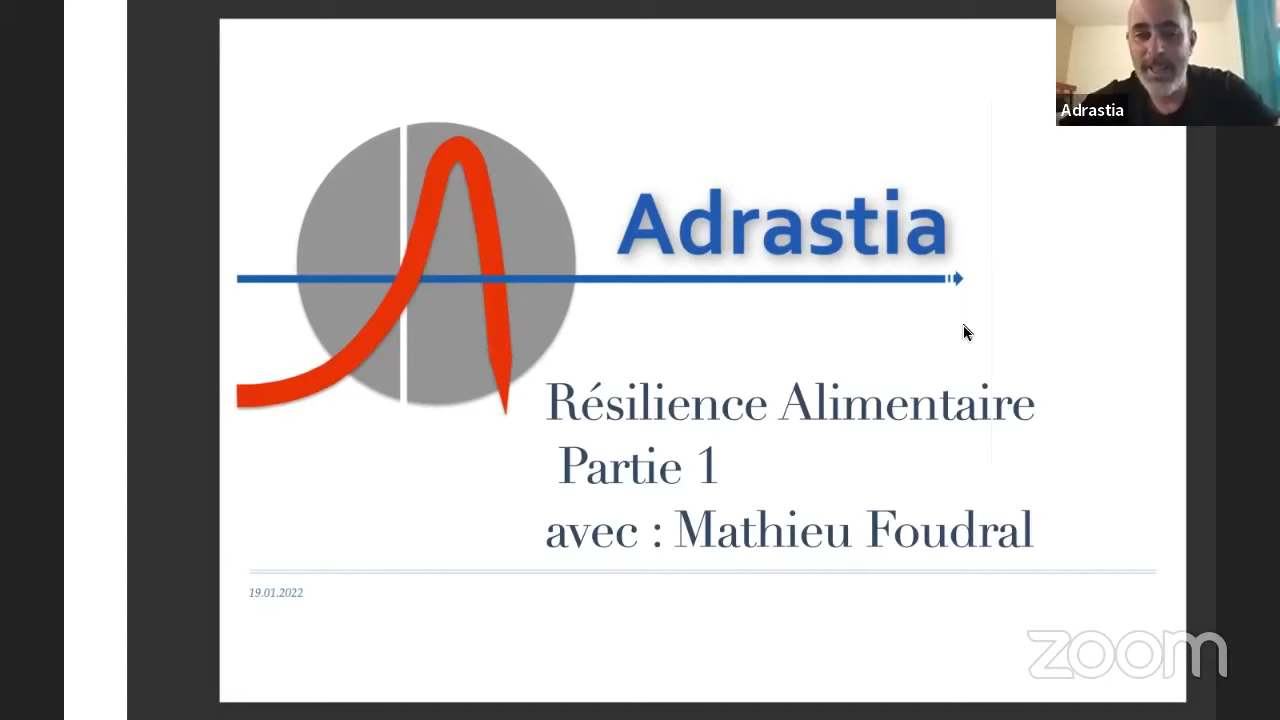 Adrastia
Adrastia
Résilience Alimentaire
Partie 1
avec : Mathieu Foudral
19.01.2022
zoom